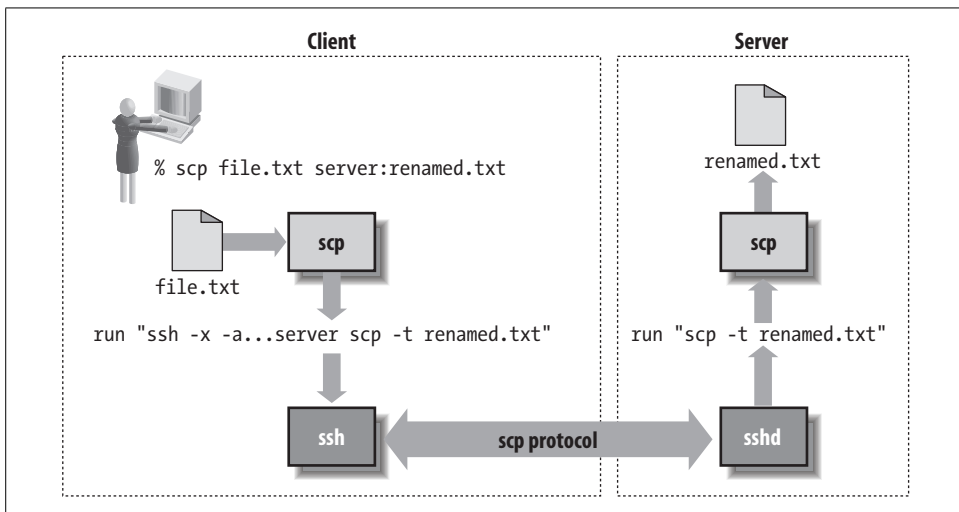 Client
Server
% scp file.txt server:renamed.txt
renamed.txt
scp
scp
file.txt
run "ssh -x -a...server scp -t renamed.txt"
run "scp -t renamed.txt"
ssh
scp protocol
sshd